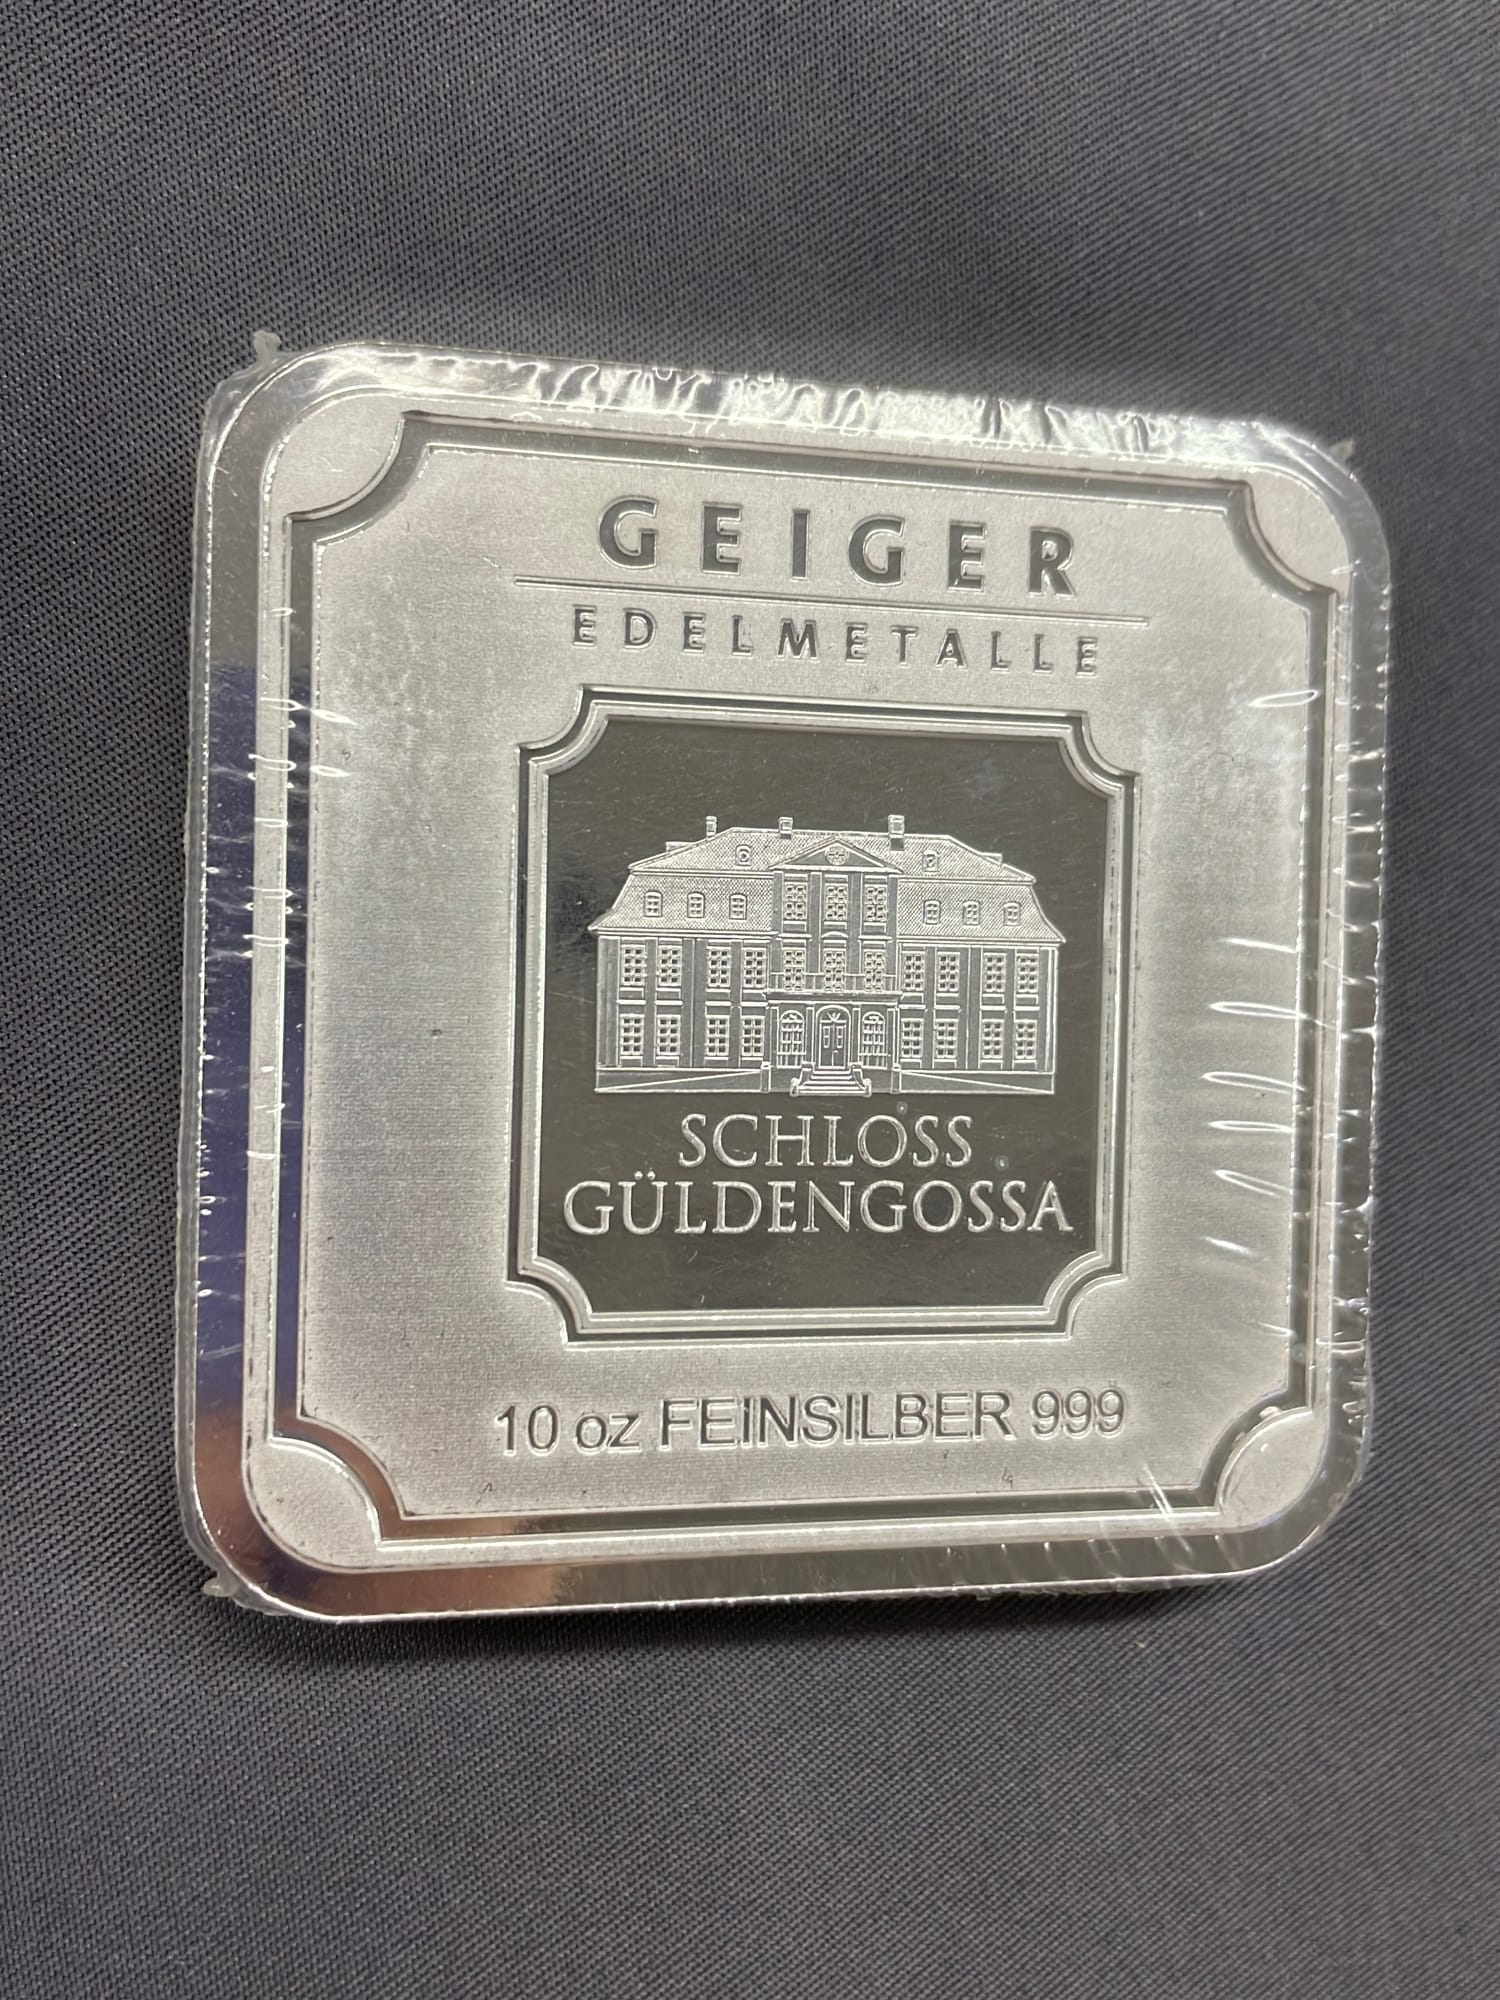 GEIGER
EDELMETALLE
SCHLOSS
GÜLDENGOSSA
10 oz FEINSILBER 999